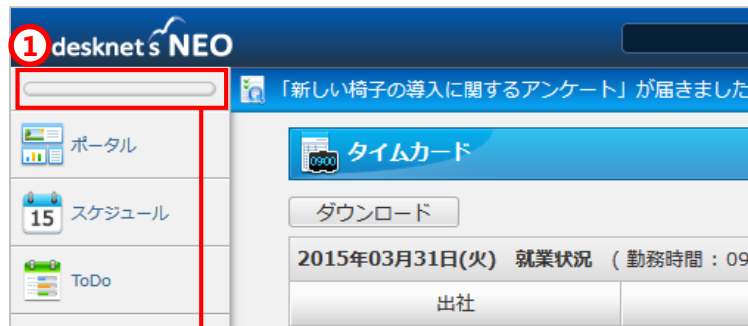 1
desknet's NEO
「新しい椅子の導入に関するアンケート」が届きました
ポータル
09:00
タイムカード
15
スケジュール
ダウンロード
2015年03月31日(火) 就業状況 ( 勤務時間 : 09
ToDo
出社